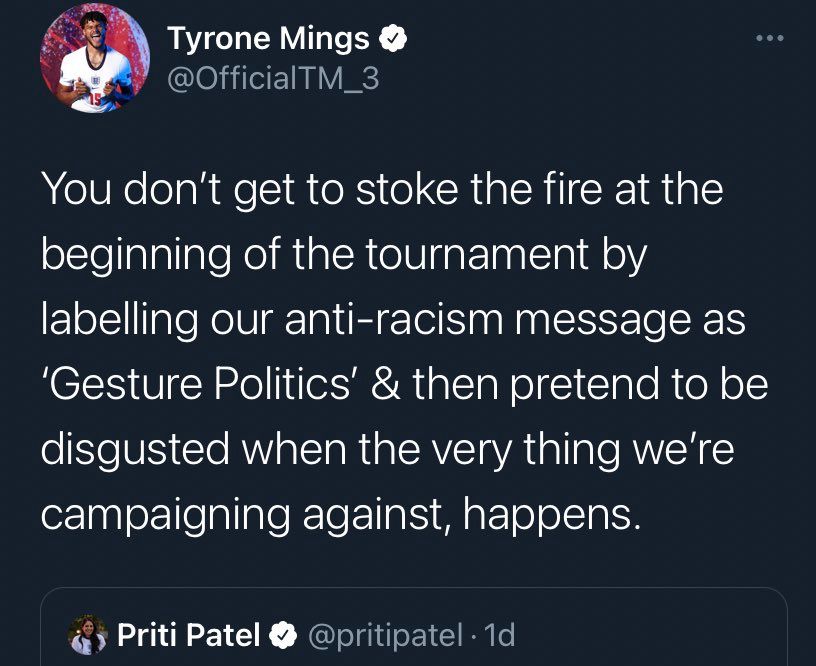 Tyrone Mings
@OfficialTM_3
You don’t get to stoke the fire at the
beginning of the tournament by
labelling our anti-racism message as
‘Gesture Politics’ & then pretend to be
disgusted when the very thing we’re
campaigning against, happens.
Priti Patel @pritipatel · 1d